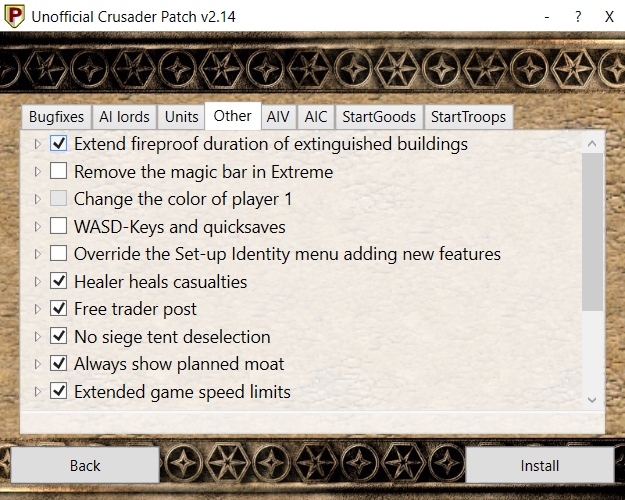 Unofficial Crusader Patch v2.14
- ? X
Bugfixes AI lords Units Other AIV AIC StartGoods StartTroops
Extend fireproof duration of extinguished buildings
Remove the magic bar in Extreme
Change the color of player 1
WASD-Keys and quicksaves
Override the Set-up Identity menu adding new features
Healer heals casualties
Free trader post
No siege tent deselection
Always show planned moat
Extended game speed limits
Back Install